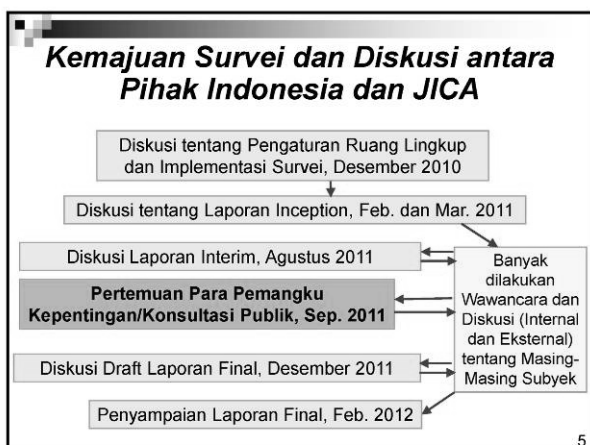 Kemajuan Survei dan Diskusi antara
Pihak Indonesia dan JICA
Diskusi tentang Pengaturan Ruang Lingkup
dan Implementasi Survei, Desember 2010
Diskusi tentang Laporan Inception, Feb. dan Mar. 2011
Diskusi Laporan Interim, Agustus 2011
Pertemuan Para Pemangku
Kepentingan/Konsultasi Publik, Sep. 2011
Diskusi Draft Laporan Final, Desember 2011
Penyampaian Laporan Final, Feb. 2012
Banyak
dilakukan
Wawancara dan
Diskusi (Internal
dan Eksternal)
tentang Masing-
Masing Subyek
5